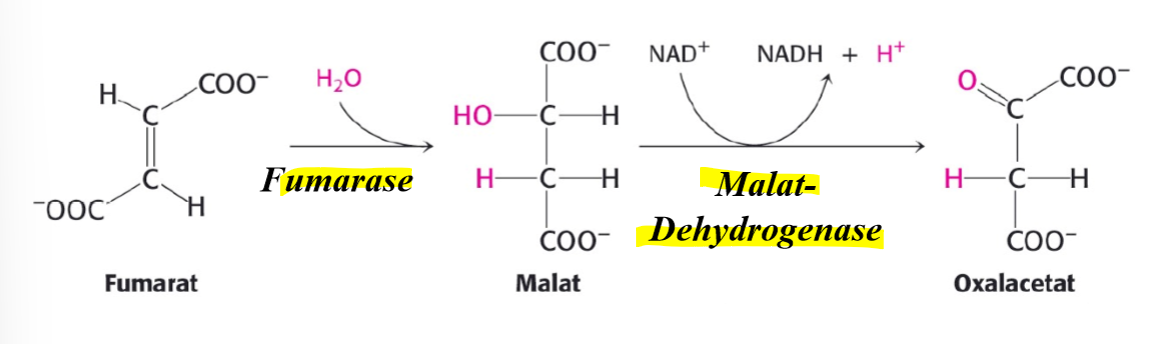 COO⁻ NAD⁺ NADH + H⁺
H COO⁻ H₂O O COO⁻
C HO C H C
C Fumarase H C H Malat- H C H
⁻OOC H Dehydrogenase
COO⁻ COO⁻
Fumarat Malat Oxalacetat